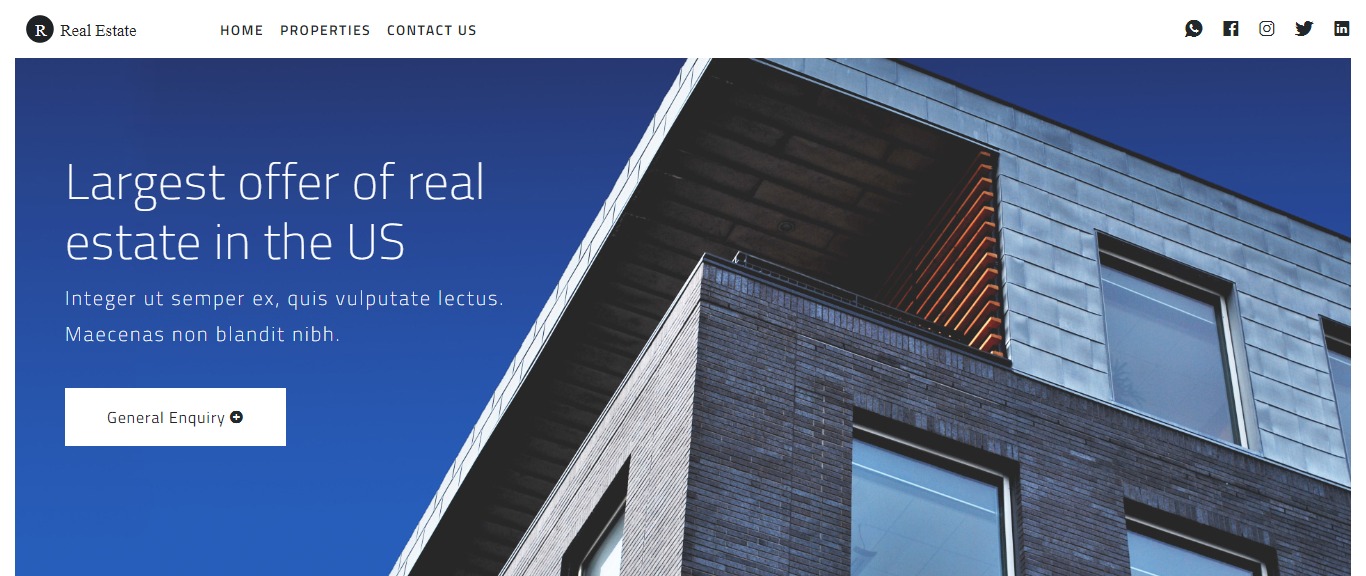 R Real Estate
HOME PROPERTIES CONTACT US
Largest offer of real
estate in the US
Integer ut semper ex, quis vulputate lectus.
Maecenas non blandit nibh.
General Enquiry